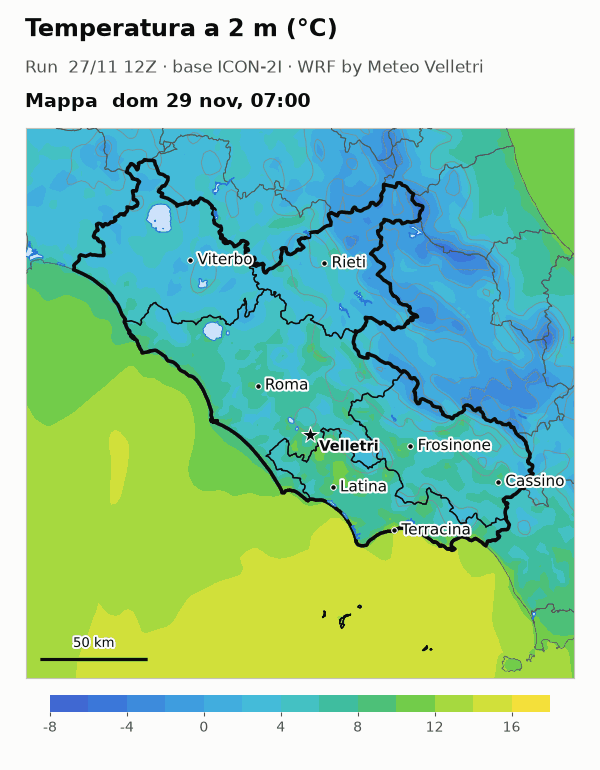 Temperatura a 2 m (°C)
Run  27/11 12Z · base ICON-2I · WRF by Meteo Velletri
Mappa  dom 29 nov, 07:00
Viterbo
Rieti
Roma
Velletri
Frosinone
Cassino
Latina
Terracina
50 km
-8 -4 0 4 8 12 16